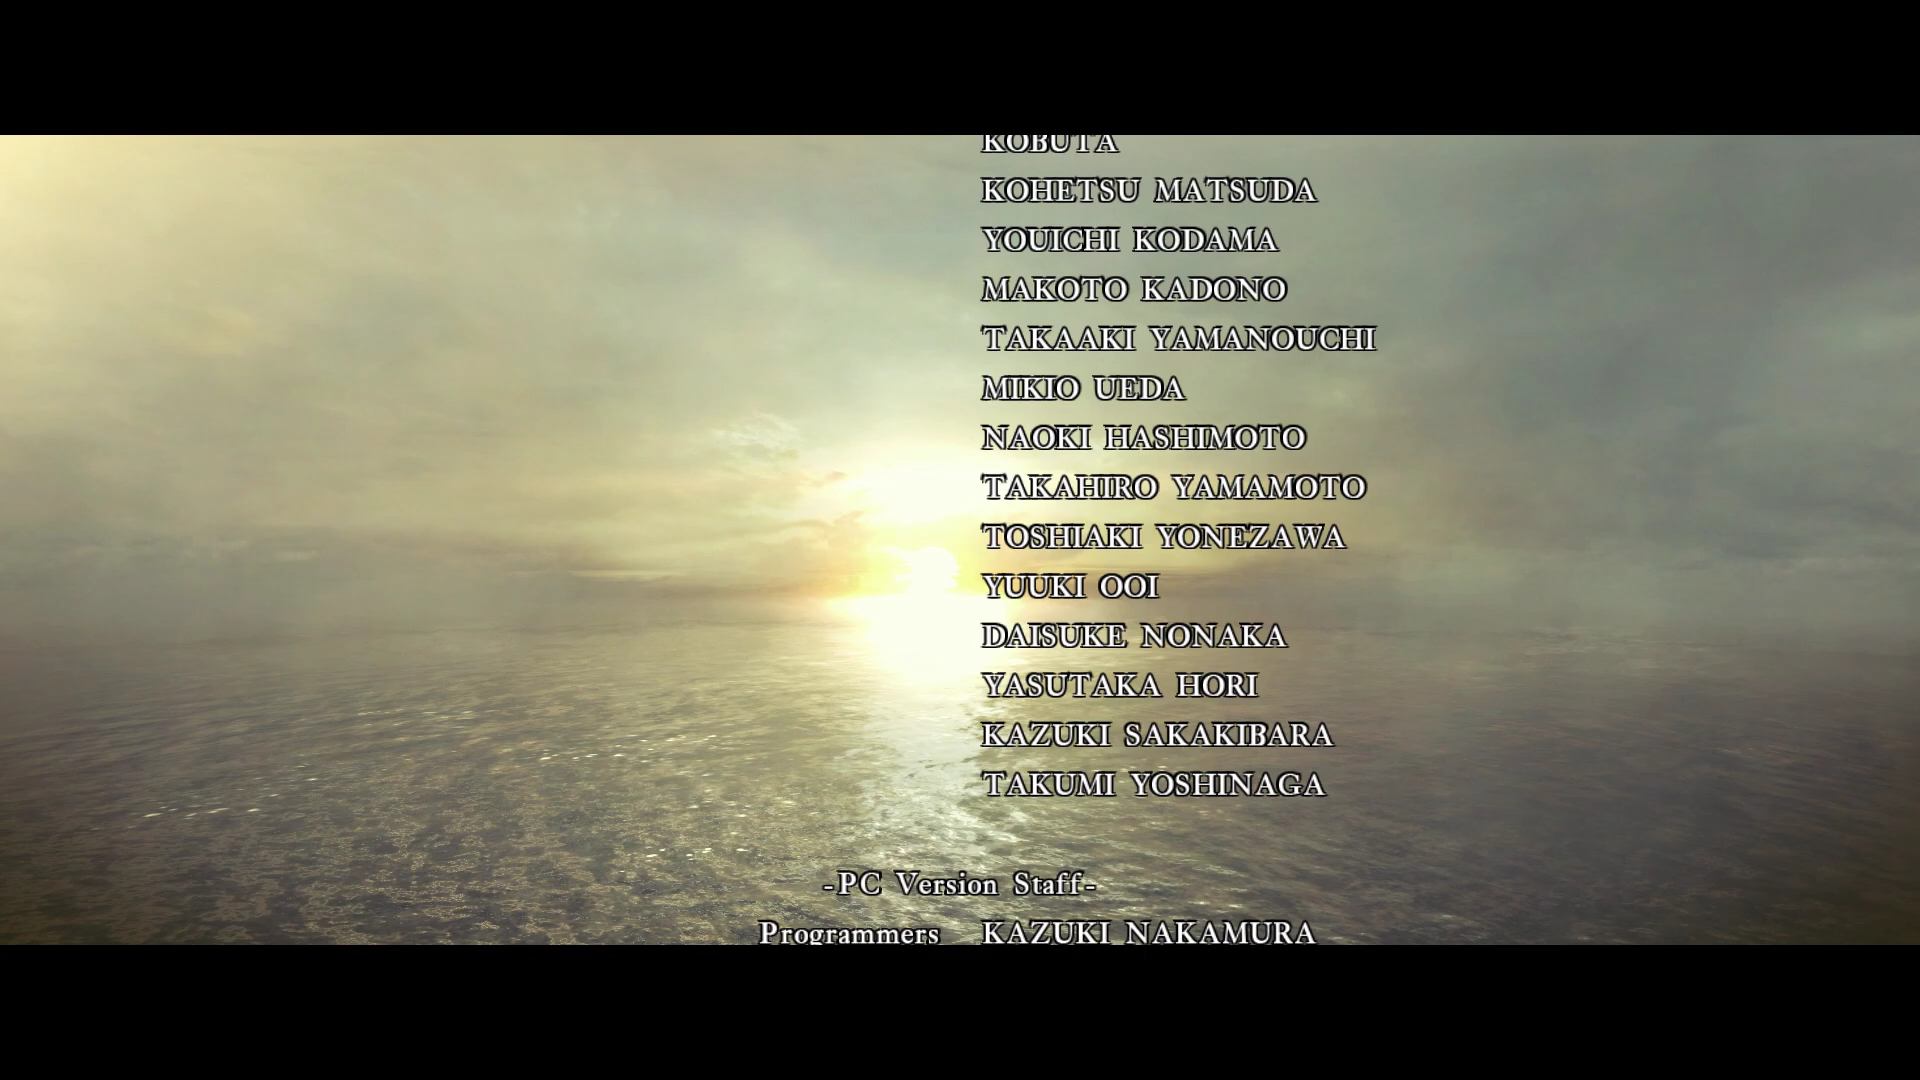 KOBUTA
KOHETSU MATSUDA
YOUICHI KODAMA
MAKOTO KADONO
TAKAAKI YAMANOUCHI
MIKIO UEDA
NAOKI HASHIMOTO
TAKAHIRO YAMAMOTO
TOSHIAKI YONEZAWA
YUUKI OOI
DAISUKE NONAKA
YASUTAKA HORI
KAZUKI SAKAKIBARA
TAKUMI YOSHINAGA
-PC Version Staff-
Programmers KAZUKI NAKAMURA